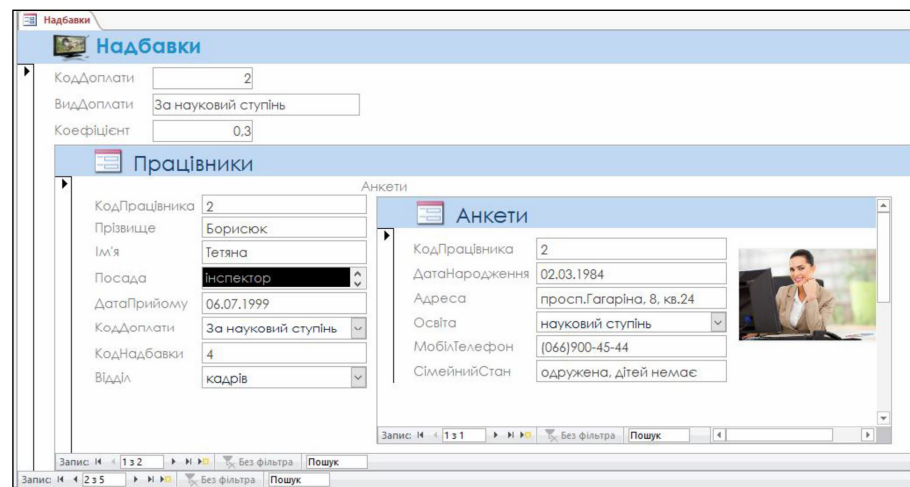 Надбавки
Надбавки
КодДоплати 2
ВидДоплати За науковий ступінь
Коефіцієнт 0,3
Працівники
КодПрацівника 2
Прізвище Борисюк
Ім'я Тетяна
Посада інспектор
ДатаПрийому 06.07.1999
КодДоплати За науковий ступінь
КодНадбавки 4
Відділ кадрів
Анкети
Анкети
КодПрацівника 2
ДатаНародження 02.03.1984
Адреса просп.Гагаріна, 8, кв.24
Освіта науковий ступінь
МобілТелефон (066)900-45-44
СімейнийСтан одружена, дітей немає
Запис: 1 з 1 Без фільтра Пошук
Запис: 1 з 2 Без фільтра Пошук
Запис: 2 з 5 Без фільтра Пошук